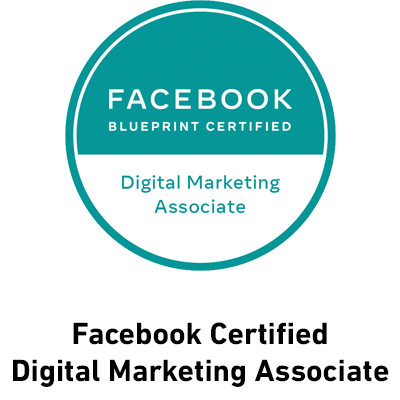 FACEBOOK
BLUEPRINT CERTIFIED
Digital Marketing
Associate
Facebook Certified
Digital Marketing Associate